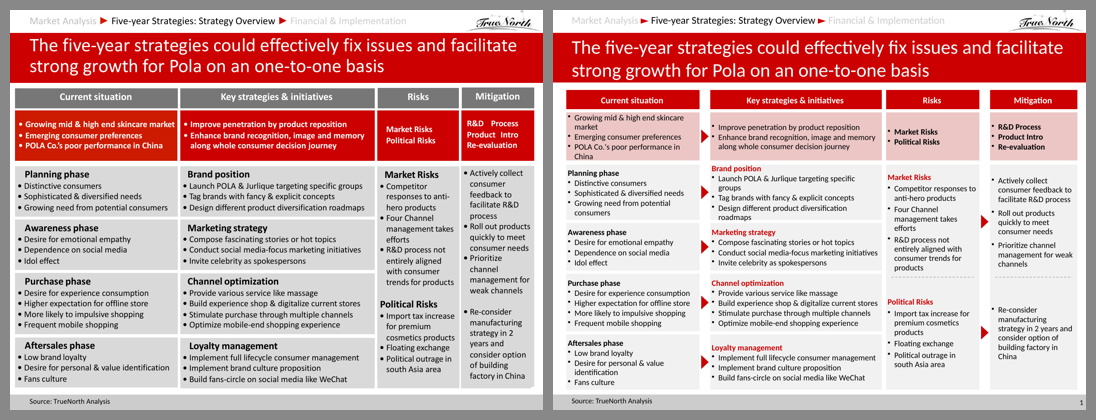 Market Analysis ► Five-year Strategies: Strategy Overview ► Financial & Implementation
TrueNorth
The five-year strategies could effectively fix issues and facilitate
strong growth for Pola on an one-to-one basis
Current situation
• Growing mid & high end skincare market
• Emerging consumer preferences
• POLA Co.'s poor performance in China
Planning phase
• Distinctive consumers
• Sophisticated & diversified needs
• Growing need from potential consumers
Awareness phase
• Desire for emotional empathy
• Dependence on social media
• Idol effect
Purchase phase
• Desire for experience consumption
• Higher expectation for offline store
• More likely to impulsive shopping
• Frequent mobile shopping
Aftersales phase
• Low brand loyalty
• Desire for personal & value identification
• Fans culture
Key strategies & initiatives
• Improve penetration by product reposition
• Enhance brand recognition, image and memory
along whole consumer decision journey
Brand position
• Launch POLA & Jurlique targeting specific groups
• Tag brands with fancy & explicit concepts
• Design different product diversification roadmaps
Marketing strategy
• Compose fascinating stories or hot topics
• Conduct social media-focus marketing initiatives
• Invite celebrity as spokespersons
Channel optimization
• Provide various service like massage
• Build experience shop & digitalize current stores
• Stimulate purchase through multiple channels
• Optimize mobile-end shopping experience
Loyalty management
• Implement full lifecycle consumer management
• Implement brand culture proposition
• Build fans-circle on social media like WeChat
Risks
Market Risks
Political Risks
Market Risks
• Competitor
responses to
anti-
hero products
• Four Channel
management takes
efforts
• R&D process not
entirely aligned
with consumer
trends for products
Political Risks
• Import tax increase
for premium
cosmetics products
• Floating exchange
• Political outrage in
south Asia area
Mitigation
R&D Process
Product Intro
Re-evaluation
• Actively collect
consumer
feedback to
facilitate R&D
process
• Roll out products
quickly to meet
consumer needs
• Prioritize
channel
management for
weak channels
• Re-consider
manufacturing
strategy in 2
years and
consider option
of building
factory in China
Source: TrueNorth Analysis
Market Analysis ► Five-year Strategies: Strategy Overview ► Financial & Implementation
TrueNorth
The five-year strategies could effectively fix issues and facilitate
strong growth for Pola on an one-to-one basis
Current situation
• Growing mid & high end skincare
market
• Emerging consumer preferences
• POLA Co.'s poor performance in
China
Planning phase
• Distinctive consumers
• Sophisticated & diversified needs
• Growing need from potential
consumers
Awareness phase
• Desire for emotional empathy
• Dependence on social media
• Idol effect
Purchase phase
• Desire for experience consumption
• Higher expectation for offline store
• More likely to impulsive shopping
• Frequent mobile shopping
Aftersales phase
• Low brand loyalty
• Desire for personal & value
identification
• Fans culture
Key strategies & initiatives
• Improve penetration by product reposition
• Enhance brand recognition, image and memory
along whole consumer decision journey
Brand position
• Launch POLA & Jurlique targeting specific
groups
• Tag brands with fancy & explicit concepts
• Design different product diversification
roadmaps
Marketing strategy
• Compose fascinating stories or hot topics
• Conduct social media-focus marketing initiatives
• Invite celebrity as spokespersons
Channel optimization
• Provide various service like massage
• Build experience shop & digitalize current stores
• Stimulate purchase through multiple channels
• Optimize mobile-end shopping experience
Loyalty management
• Implement full lifecycle consumer management
• Implement brand culture proposition
• Build fans-circle on social media like WeChat
Risks
• Market Risks
• Political Risks
Market Risks
• Competitor responses to
anti-hero products
• Four Channel
management takes
efforts
• R&D process not
entirely aligned with
consumer trends for
products
Political Risks
• Import tax increase for
premium cosmetics
products
• Floating exchange
• Political outrage in
south Asia area
Mitigation
• R&D Process
• Product Intro
• Re-evaluation
• Actively collect
consumer feedback to
facilitate R&D process
• Roll out products
quickly to meet
consumer needs
• Prioritize channel
management for weak
channels
• Re-consider
manufacturing
strategy in 2 years and
consider option of
building factory in
China
Source: TrueNorth Analysis
1